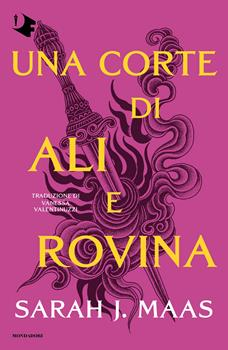 UNA CORTE
DI
ALI
TRADUZIONE DI
VANESSA
VALENTINUZZI
E
ROVINA
SARAH J. MAAS
MONDADORI